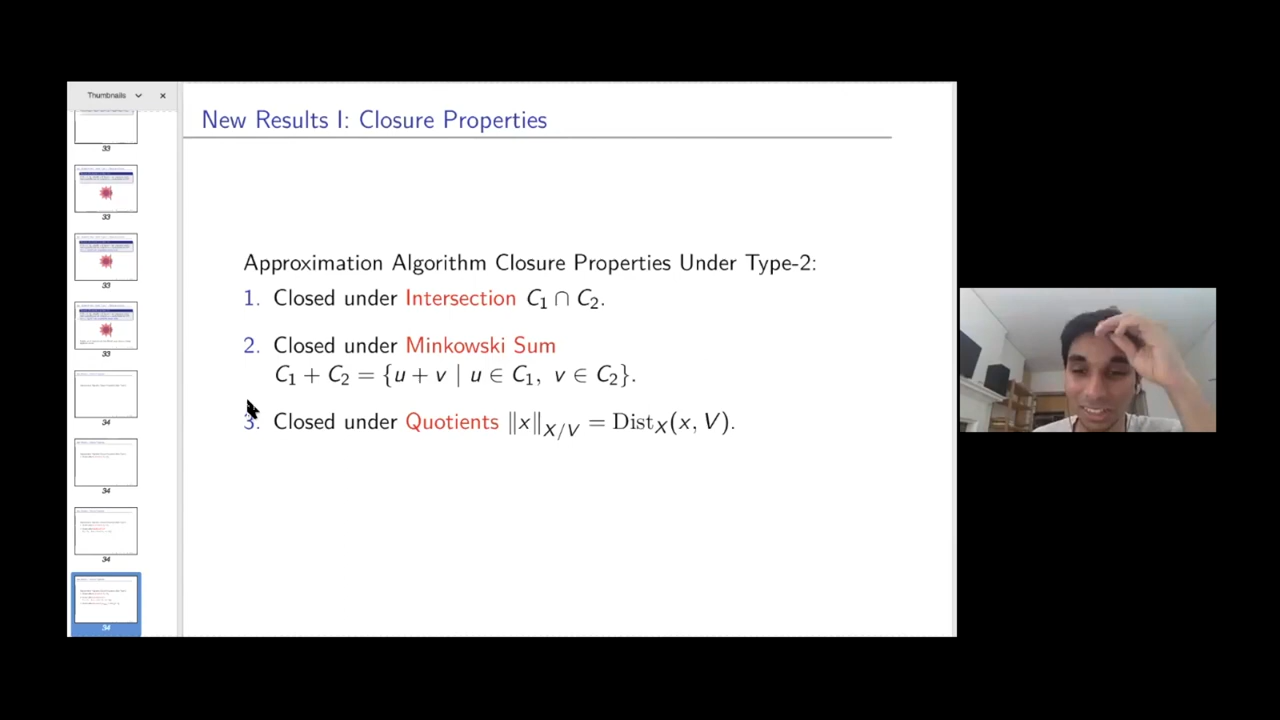 Thumbnails
New Results I: Closure Properties
33
33
33
33
34
34
34
34
Approximation Algorithm Closure Properties Under Type-2:
1. Closed under Intersection C₁ ∩ C₂.
2. Closed under Minkowski Sum
C₁ + C₂ = {u + v | u ∈ C₁, v ∈ C₂}.
3. Closed under Quotients ‖x‖_{X/V} = Dist_X(x, V).